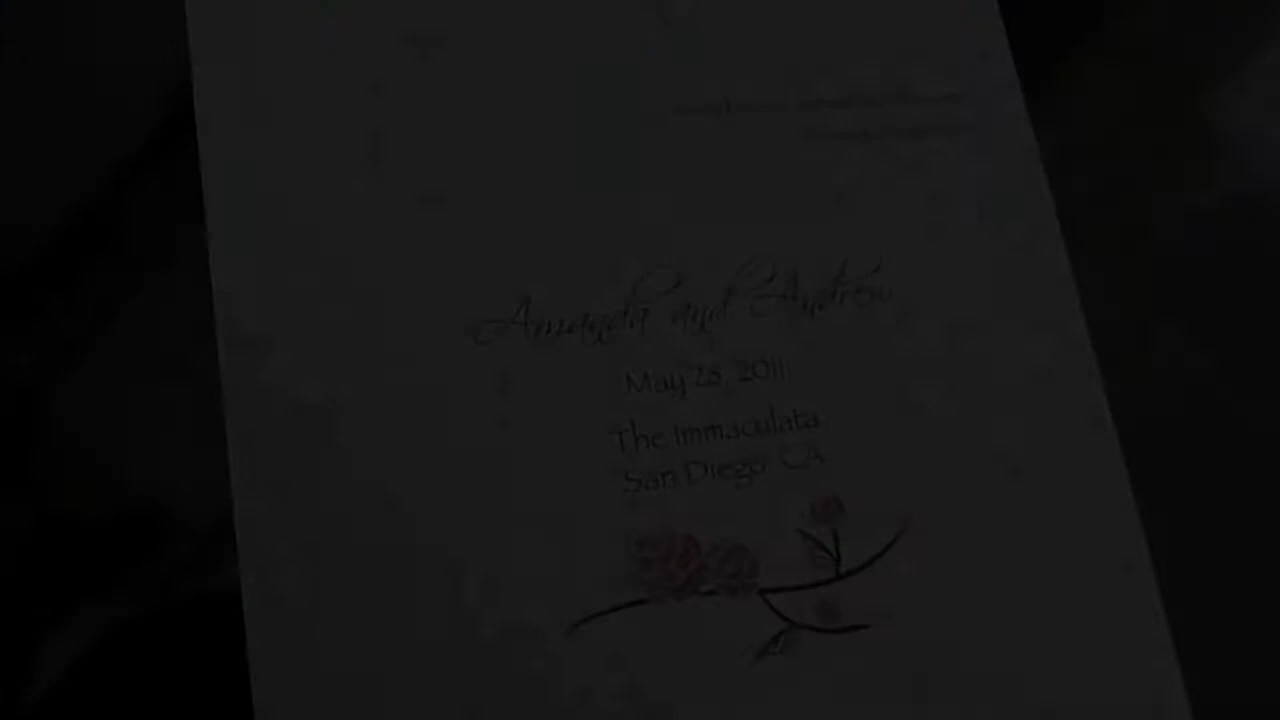 Amanda and Andrew
May 28, 2011
The Immaculata
San Diego, CA